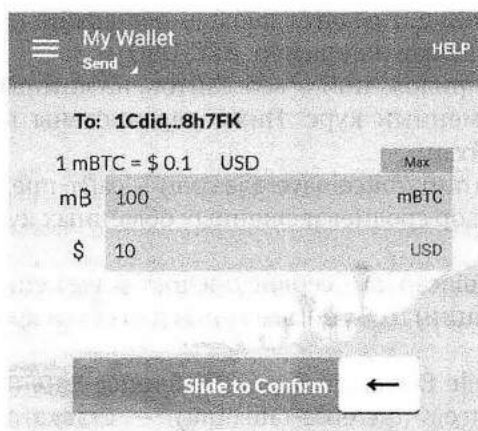 My Wallet
HELP
Send
To: 1Cdid...8h7FK
1 mBTC = $ 0.1 USD
Max
mB 100 mBTC
$ 10 USD
Slide to Confirm